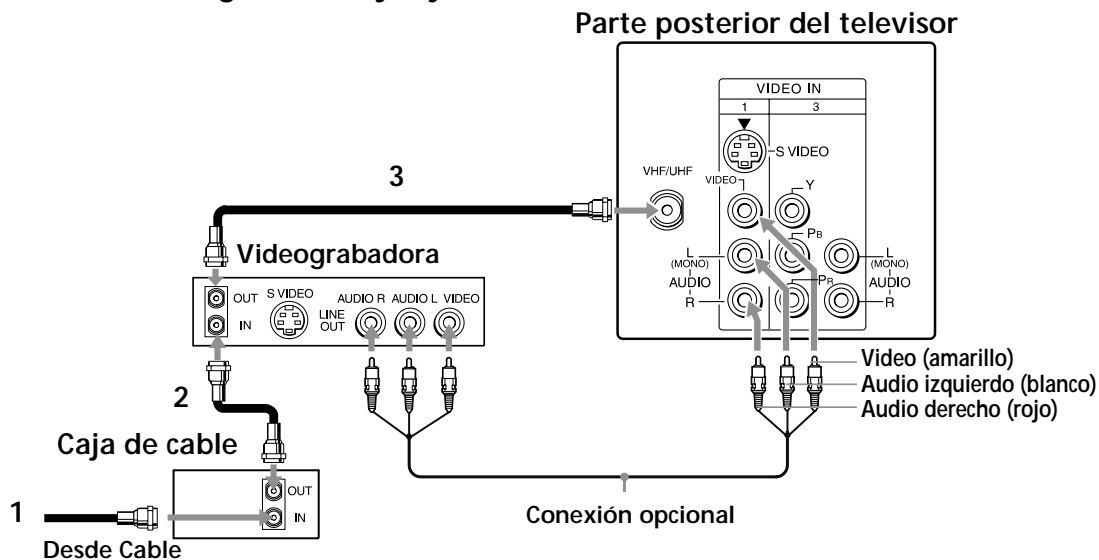 Parte posterior del televisor
VIDEO IN
1 3
S VIDEO
VHF/UHF
VIDEO
Y
PB
L
(MONO)
AUDIO
R
PR
L
(MONO)
AUDIO
R
3
Videograbadora
OUT
IN
S VIDEO
LINE
OUT
AUDIO R AUDIO L VIDEO
Video (amarillo)
Audio izquierdo (blanco)
Audio derecho (rojo)
2
Caja de cable
OUT
IN
1
Desde Cable
Conexión opcional